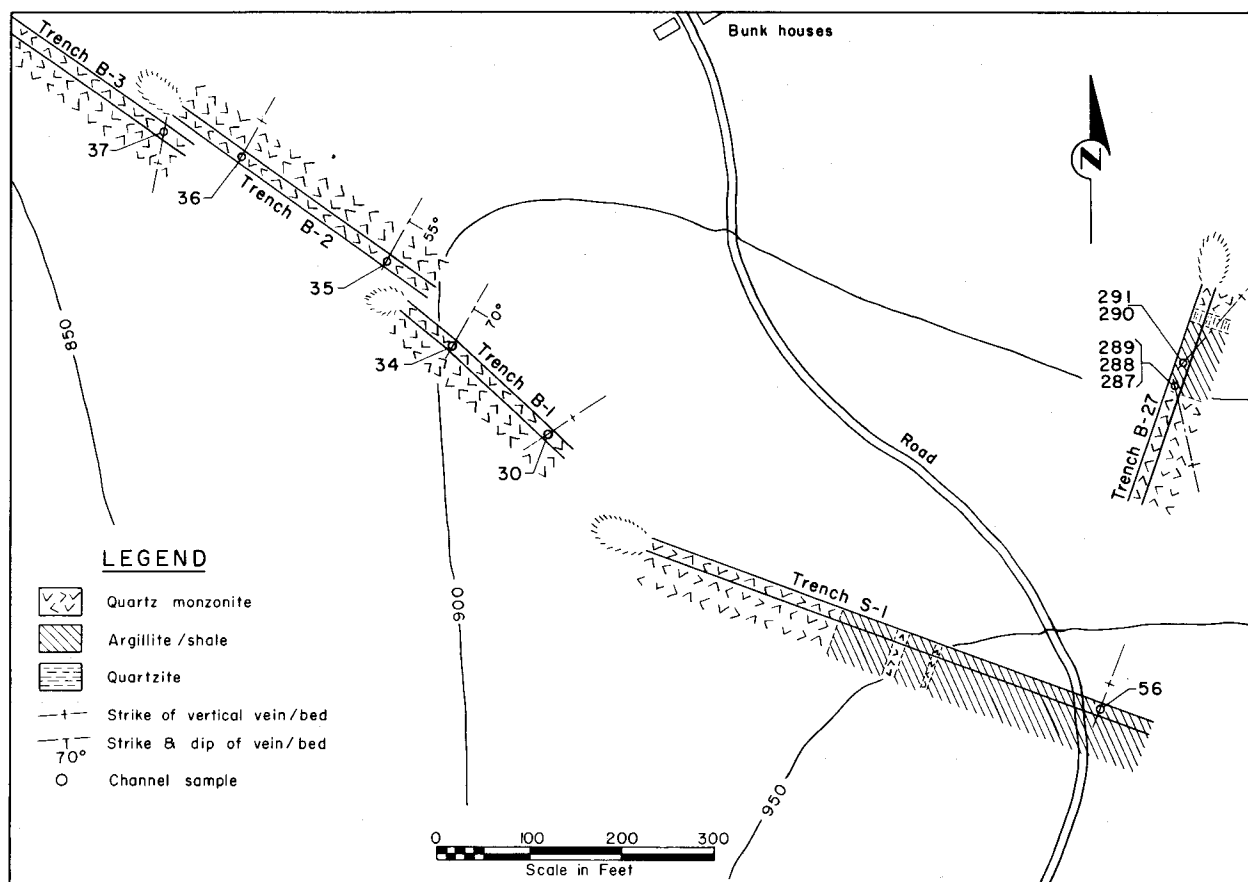 Bunk houses
Trench B-3
37
36
Trench B-2
35
55°
N
850
34
70°
Trench B-1
30
291
290
289
288
287
Trench B-27
Road
900
Trench S-1
56
950
LEGEND
Quartz monzonite
Argillite/shale
Quartzite
Strike of vertical vein/bed
70°
Strike & dip of vein/bed
Channel sample
0 100 200 300
Scale in Feet